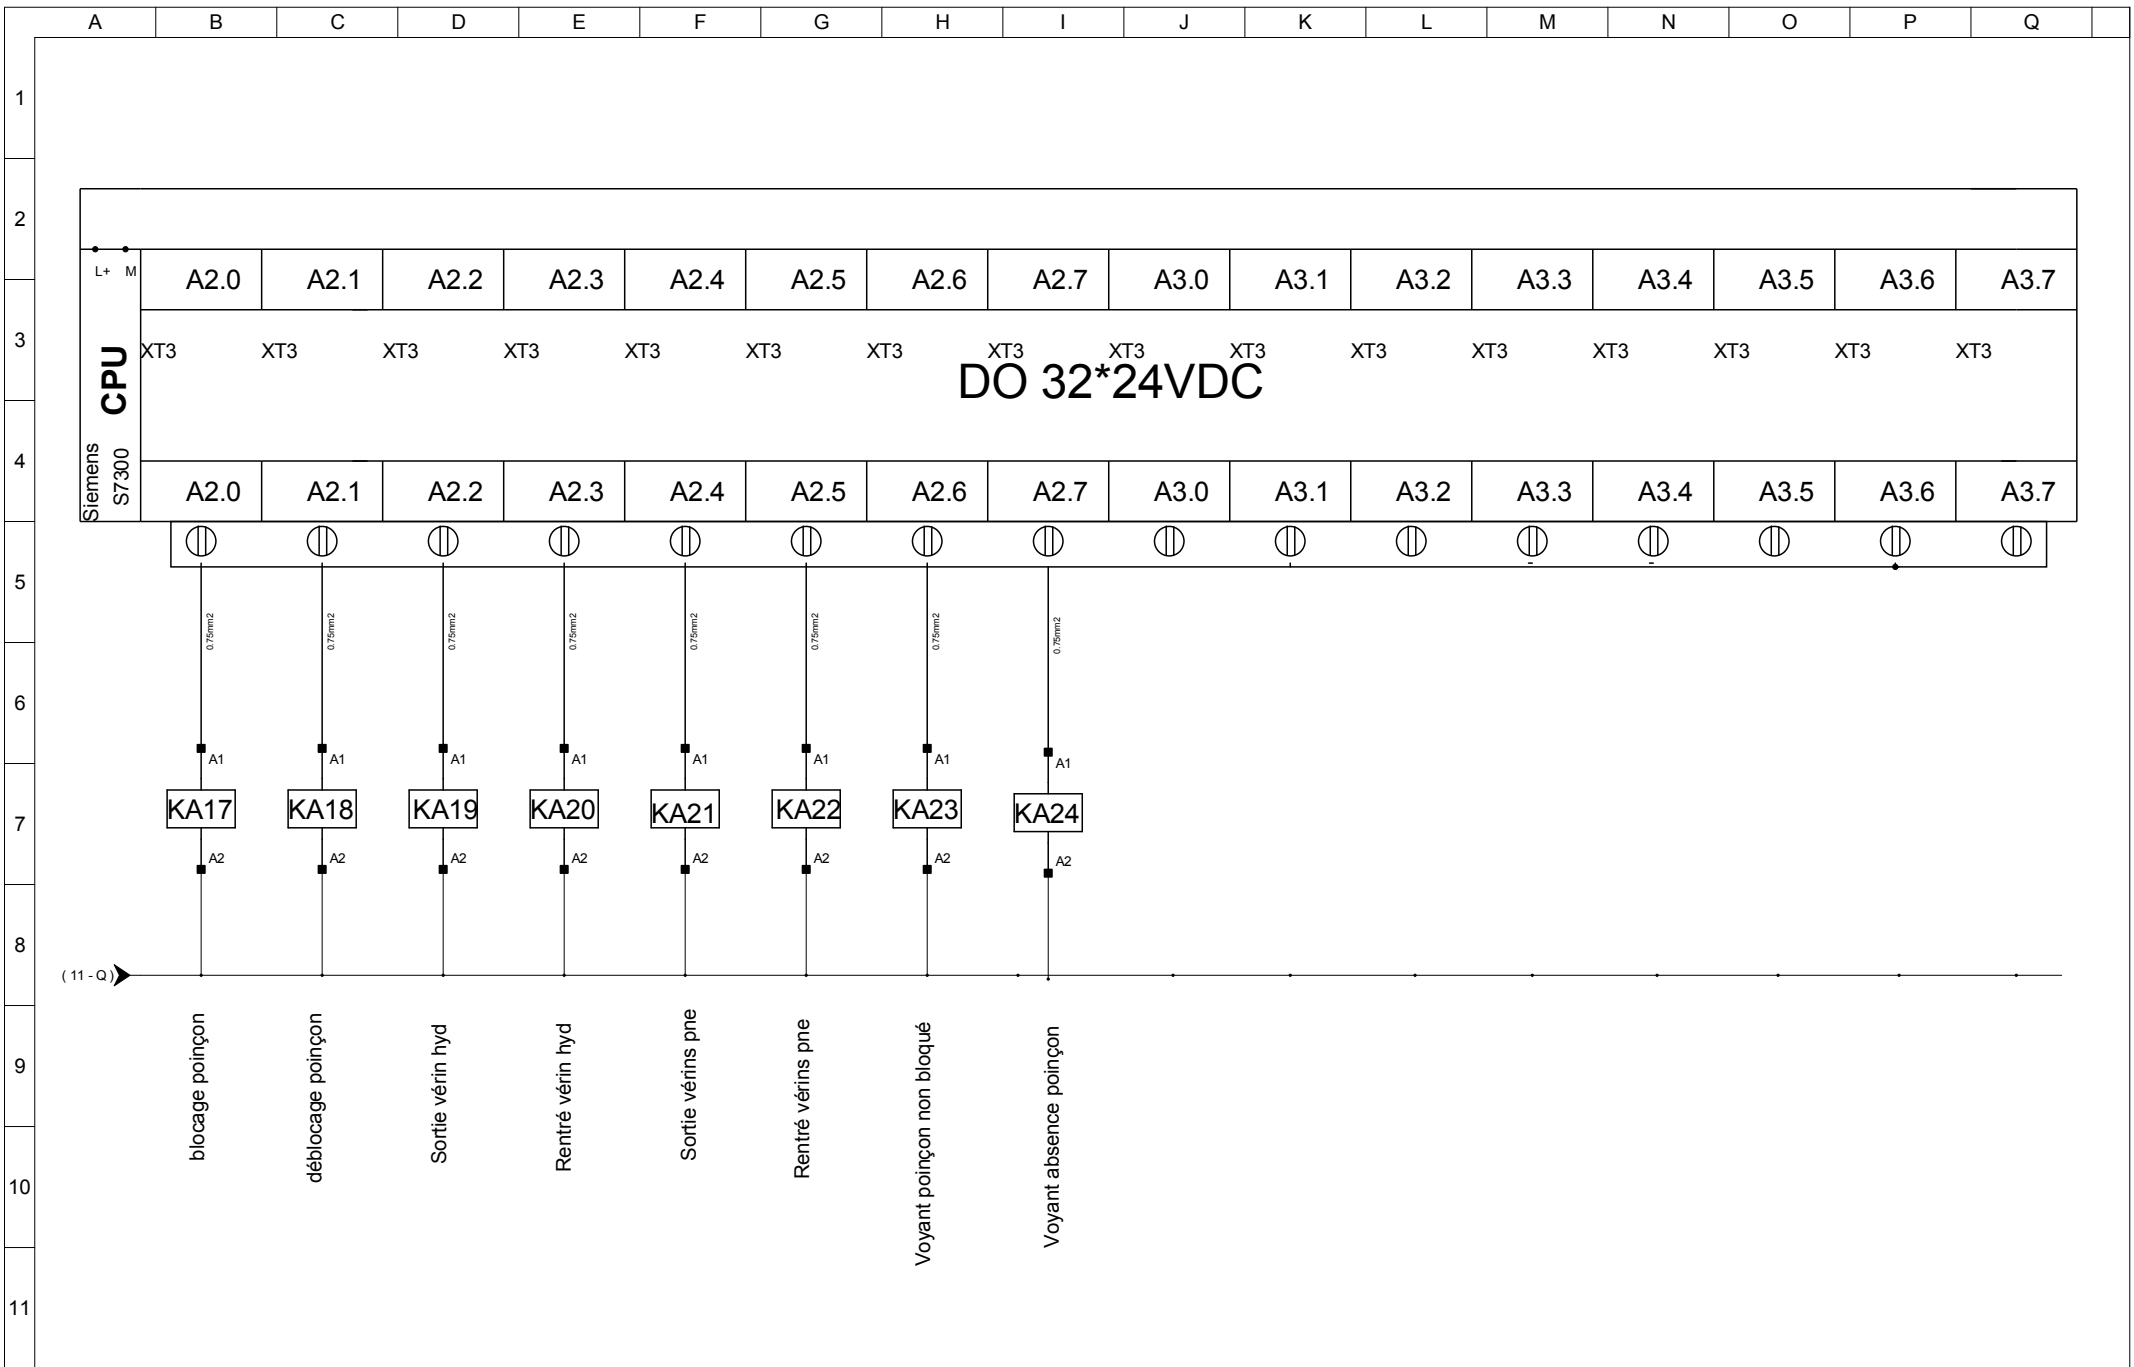 A B C D E F G H I J K L M N O P Q
1
2
L+ M A2.0 A2.1 A2.2 A2.3 A2.4 A2.5 A2.6 A2.7 A3.0 A3.1 A3.2 A3.3 A3.4 A3.5 A3.6 A3.7
3
XT3 XT3 XT3 XT3 XT3 XT3 XT3 XT3 XT3 XT3 XT3 XT3 XT3 XT3 XT3 XT3
CPU
DO 32*24VDC
4
Siemens
S7300
A2.0 A2.1 A2.2 A2.3 A2.4 A2.5 A2.6 A2.7 A3.0 A3.1 A3.2 A3.3 A3.4 A3.5 A3.6 A3.7
5
0.75mm2 0.75mm2 0.75mm2 0.75mm2 0.75mm2 0.75mm2 0.75mm2 0.75mm2
6
A1 A1 A1 A1 A1 A1 A1 A1
7
KA17 KA18 KA19 KA20 KA21 KA22 KA23 KA24
A2 A2 A2 A2 A2 A2 A2 A2
8
( 11 - Q )
9
blocage poinçon
déblocage poinçon
Sortie vérin hyd
Rentré vérin hyd
Sortie vérins pne
Rentré vérins pne
Voyant poinçon non bloqué
Voyant absence poinçon
10
11